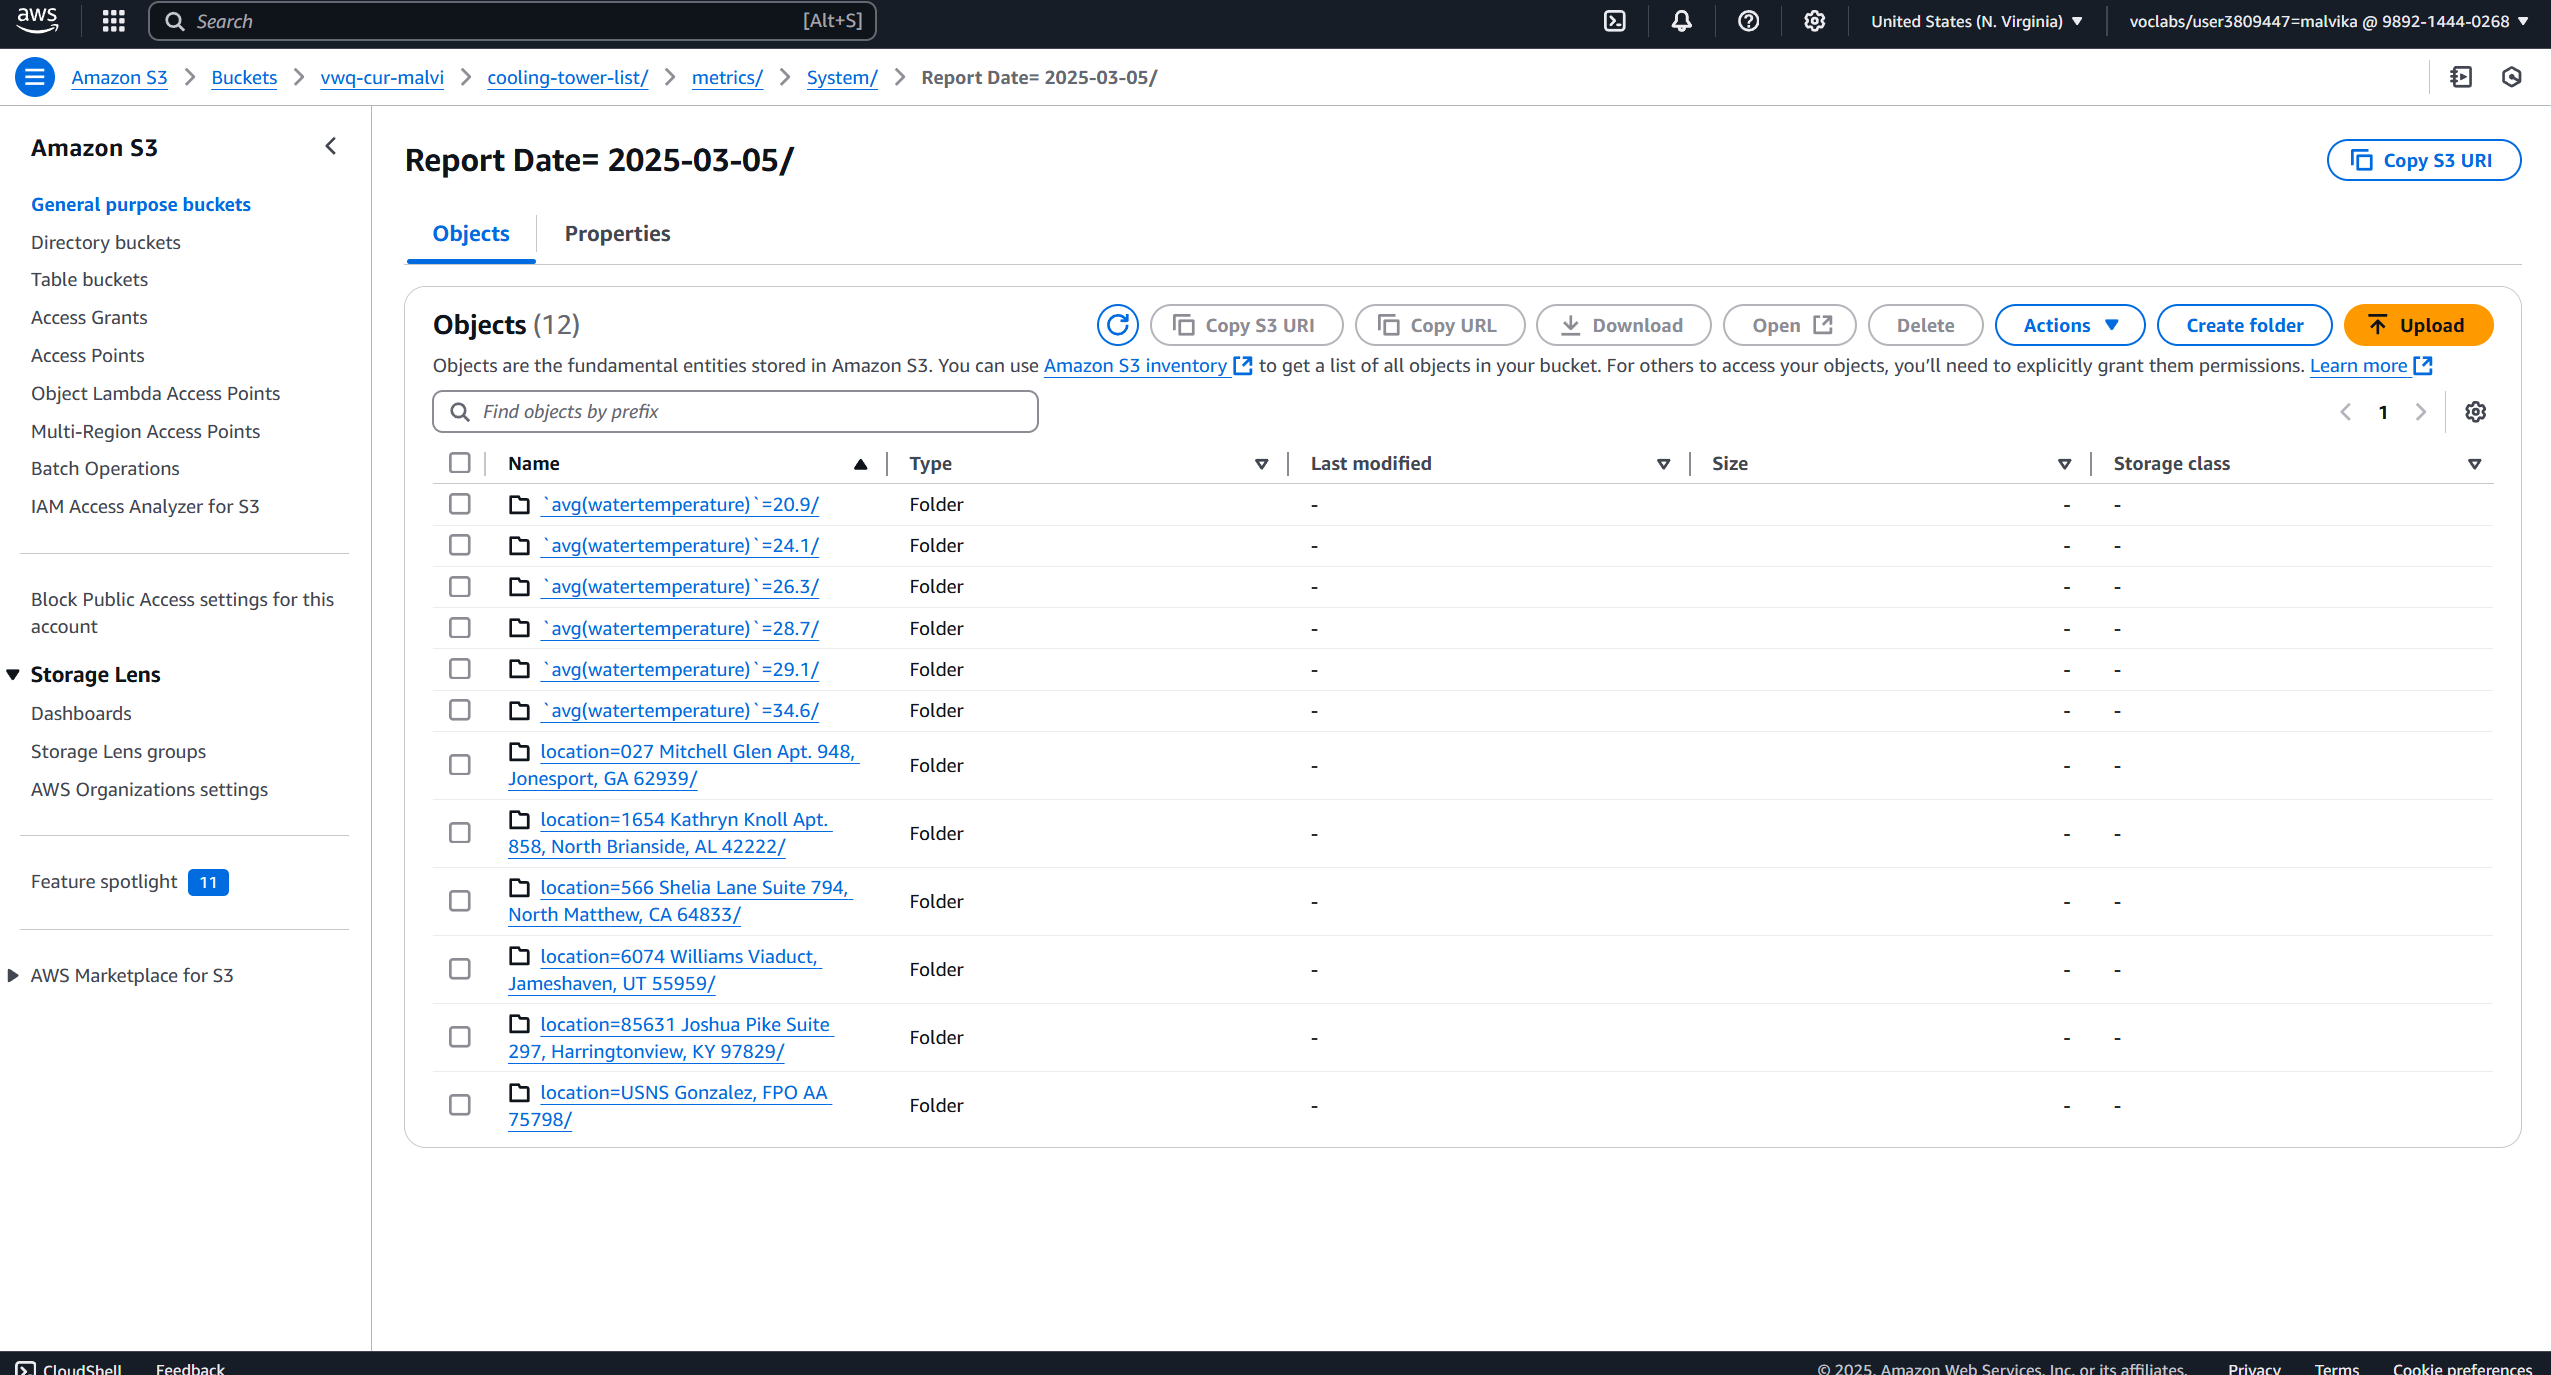 aws
Search [Alt+S]
United States (N. Virginia)
voclabs/user3809447=malvika @ 9892-1444-0268
Amazon S3 > Buckets > vwq-cur-malvi > cooling-tower-list/ > metrics/ > System/ > Report Date= 2025-03-05/
Amazon S3
General purpose buckets
Directory buckets
Table buckets
Access Grants
Access Points
Object Lambda Access Points
Multi-Region Access Points
Batch Operations
IAM Access Analyzer for S3
Block Public Access settings for this
account
Storage Lens
Dashboards
Storage Lens groups
AWS Organizations settings
Feature spotlight 11
AWS Marketplace for S3
Report Date= 2025-03-05/
Copy S3 URI
Objects
Properties
Objects (12)
Copy S3 URI
Copy URL
Download
Open
Delete
Actions
Create folder
Upload
Objects are the fundamental entities stored in Amazon S3. You can use Amazon S3 inventory to get a list of all objects in your bucket. For others to access your objects, you'll need to explicitly grant them permissions. Learn more
Find objects by prefix
1
Name Type Last modified Size Storage class
`avg(watertemperature)`=20.9/ Folder - - -
`avg(watertemperature)`=24.1/ Folder - - -
`avg(watertemperature)`=26.3/ Folder - - -
`avg(watertemperature)`=28.7/ Folder - - -
`avg(watertemperature)`=29.1/ Folder - - -
`avg(watertemperature)`=34.6/ Folder - - -
location=027 Mitchell Glen Apt. 948,
Jonesport, GA 62939/ Folder - - -
location=1654 Kathryn Knoll Apt.
858, North Brianside, AL 42222/ Folder - - -
location=566 Shelia Lane Suite 794,
North Matthew, CA 64833/ Folder - - -
location=6074 Williams Viaduct,
Jameshaven, UT 55959/ Folder - - -
location=85631 Joshua Pike Suite
297, Harringtonview, KY 97829/ Folder - - -
location=USNS Gonzalez, FPO AA
75798/ Folder - - -
CloudShell Feedback
© 2025, Amazon Web Services, Inc. or its affiliates. Privacy Terms Cookie preferences